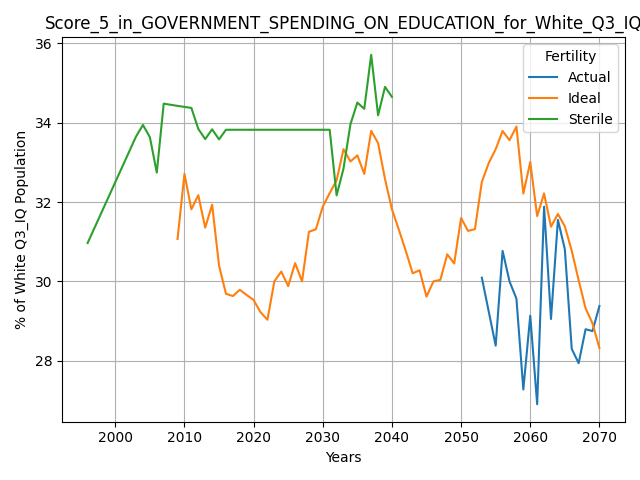 Score_5_in_GOVERNMENT_SPENDING_ON_EDUCATION_for_White_Q3_IQ
% of White Q3_IQ Population
36
34
32
30
28
Fertility
Actual
Ideal
Sterile
2000 2010 2020 2030 2040 2050 2060 2070
Years